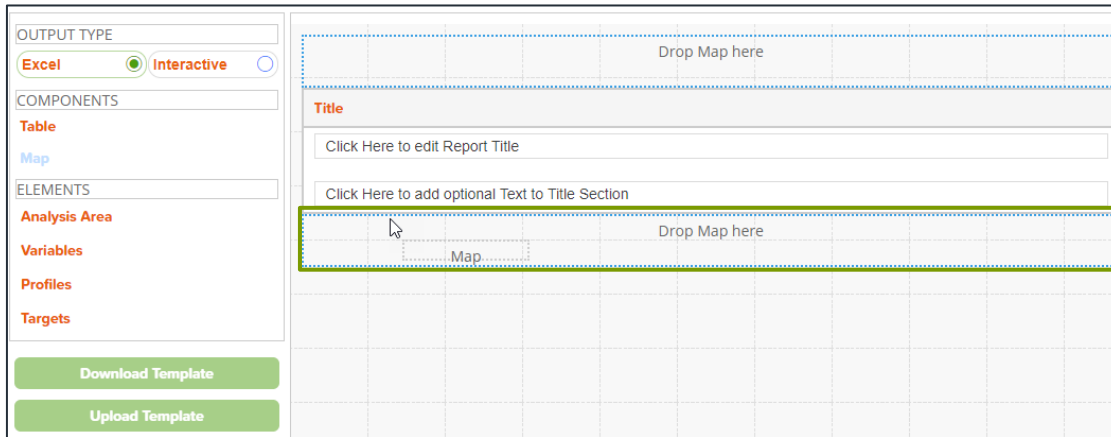 OUTPUT TYPE
Excel
Interactive
COMPONENTS
Table
Map
ELEMENTS
Analysis Area
Variables
Profiles
Targets
Download Template
Upload Template
Drop Map here
Title
Click Here to edit Report Title
Click Here to add optional Text to Title Section
Drop Map here
Map